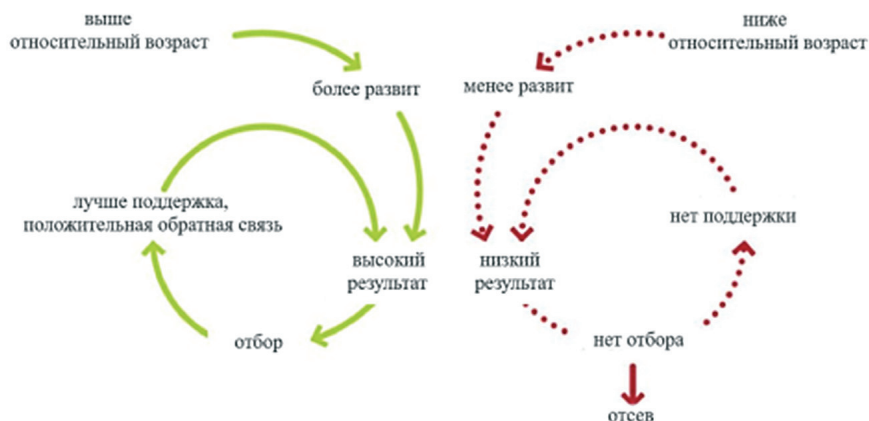 выше
относительный возраст
более развит
лучше поддержка,
положительная обратная связь
высокий
результат
отбор
ниже
относительный возраст
менее развит
нет поддержки
низкий
результат
нет отбора
отсев